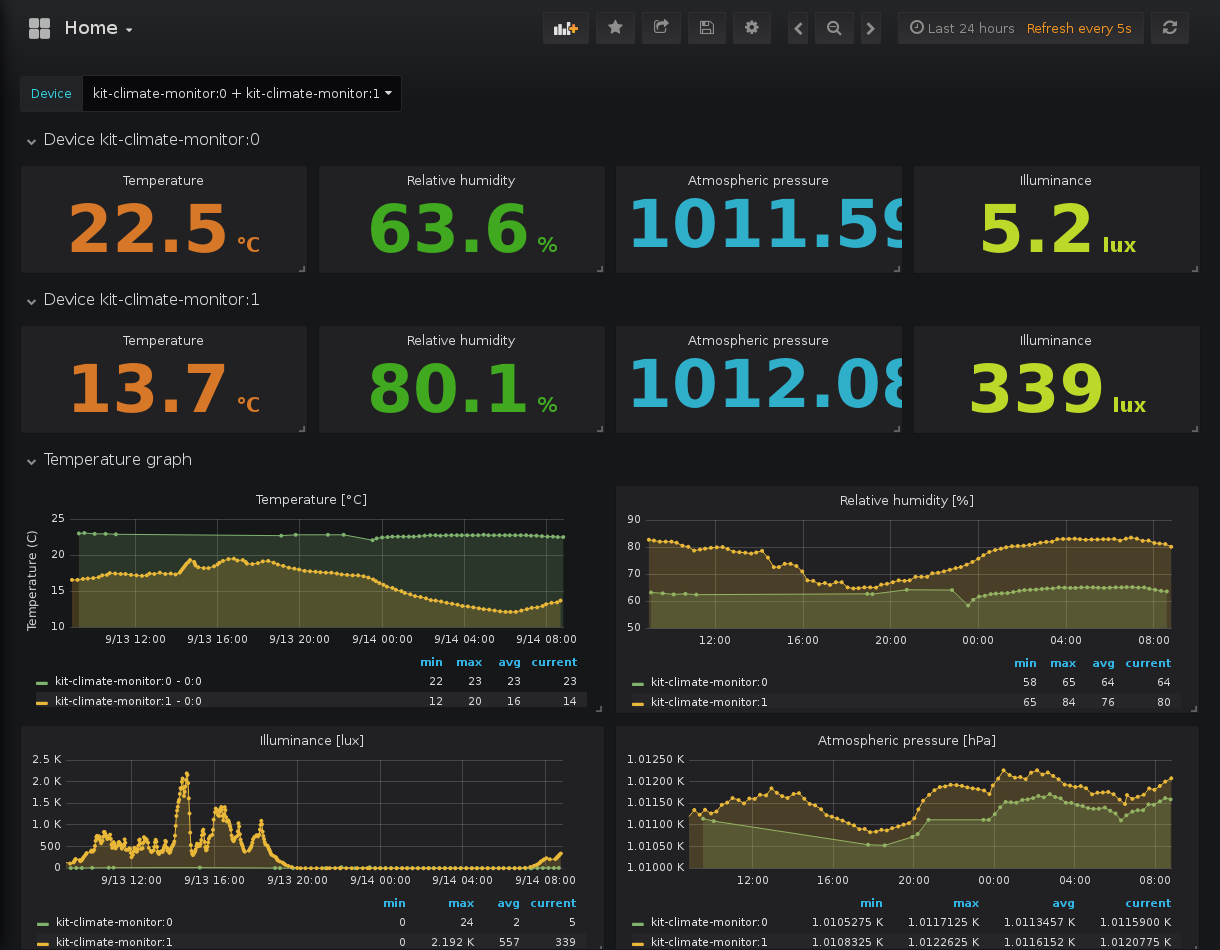 Home
Last 24 hours Refresh every 5s
Device kit-climate-monitor:0 + kit-climate-monitor:1
Device kit-climate-monitor:0
Temperature Relative humidity Atmospheric pressure Illuminance
22.5 °C 63.6 % 1011.59 5.2 lux
Device kit-climate-monitor:1
Temperature Relative humidity Atmospheric pressure Illuminance
13.7 °C 80.1 % 1012.08 339 lux
Temperature graph
Temperature [°C]
Temperature (C)
25
20
15
10
9/13 12:00 9/13 16:00 9/13 20:00 9/14 00:00 9/14 04:00 9/14 08:00
min max avg current
kit-climate-monitor:0 - 0:0 22 23 23 23
kit-climate-monitor:1 - 0:0 12 20 16 14
Relative humidity [%]
90
80
70
60
50
12:00 16:00 20:00 00:00 04:00 08:00
min max avg current
kit-climate-monitor:0 58 65 64 64
kit-climate-monitor:1 65 84 76 80
Illuminance [lux]
2.5 K
2.0 K
1.5 K
1.0 K
500
0
9/13 12:00 9/13 16:00 9/13 20:00 9/14 00:00 9/14 04:00 9/14 08:00
min max avg current
kit-climate-monitor:0 0 24 2 5
kit-climate-monitor:1 0 2.192 K 557 339
Atmospheric pressure [hPa]
1.01250 K
1.01200 K
1.01150 K
1.01100 K
1.01050 K
1.01000 K
12:00 16:00 20:00 00:00 04:00 08:00
min max avg current
kit-climate-monitor:0 1.0105275 K 1.0117125 K 1.0113457 K 1.0115900 K
kit-climate-monitor:1 1.0108325 K 1.0122625 K 1.0116152 K 1.0120775 K